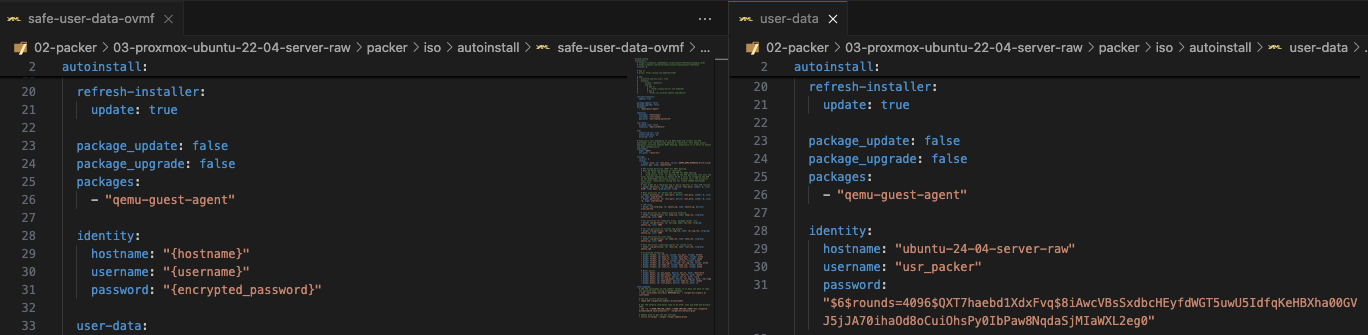 safe-user-data-ovmf
02-packer > 03-proxmox-ubuntu-22-04-server-raw > packer > iso > autoinstall > safe-user-data-ovmf > ...
2 autoinstall:
20 refresh-installer:
21 update: true
22
23 package_update: false
24 package_upgrade: false
25 packages:
26 - "qemu-guest-agent"
27
28 identity:
29 hostname: "{hostname}"
30 username: "{username}"
31 password: "{encrypted_password}"
32
33 user-data:
user-data
02-packer > 03-proxmox-ubuntu-22-04-server-raw > packer > iso > autoinstall > user-data >
2 autoinstall:
20 refresh-installer:
21 update: true
22
23 package_update: false
24 package_upgrade: false
25 packages:
26 - "qemu-guest-agent"
27
28 identity:
29 hostname: "ubuntu-24-04-server-raw"
30 username: "usr_packer"
31 password:
"$6$rounds=4096$QXT7haebd1XdxFvq$8iAwcVBsSxdbcHEyfdWGT5uwU5IdfqKeHBXha00GV
J5jJA70ihaOd8oCuiOhsPy0IbPaw8NqdaSjMIaWXL2eg0"